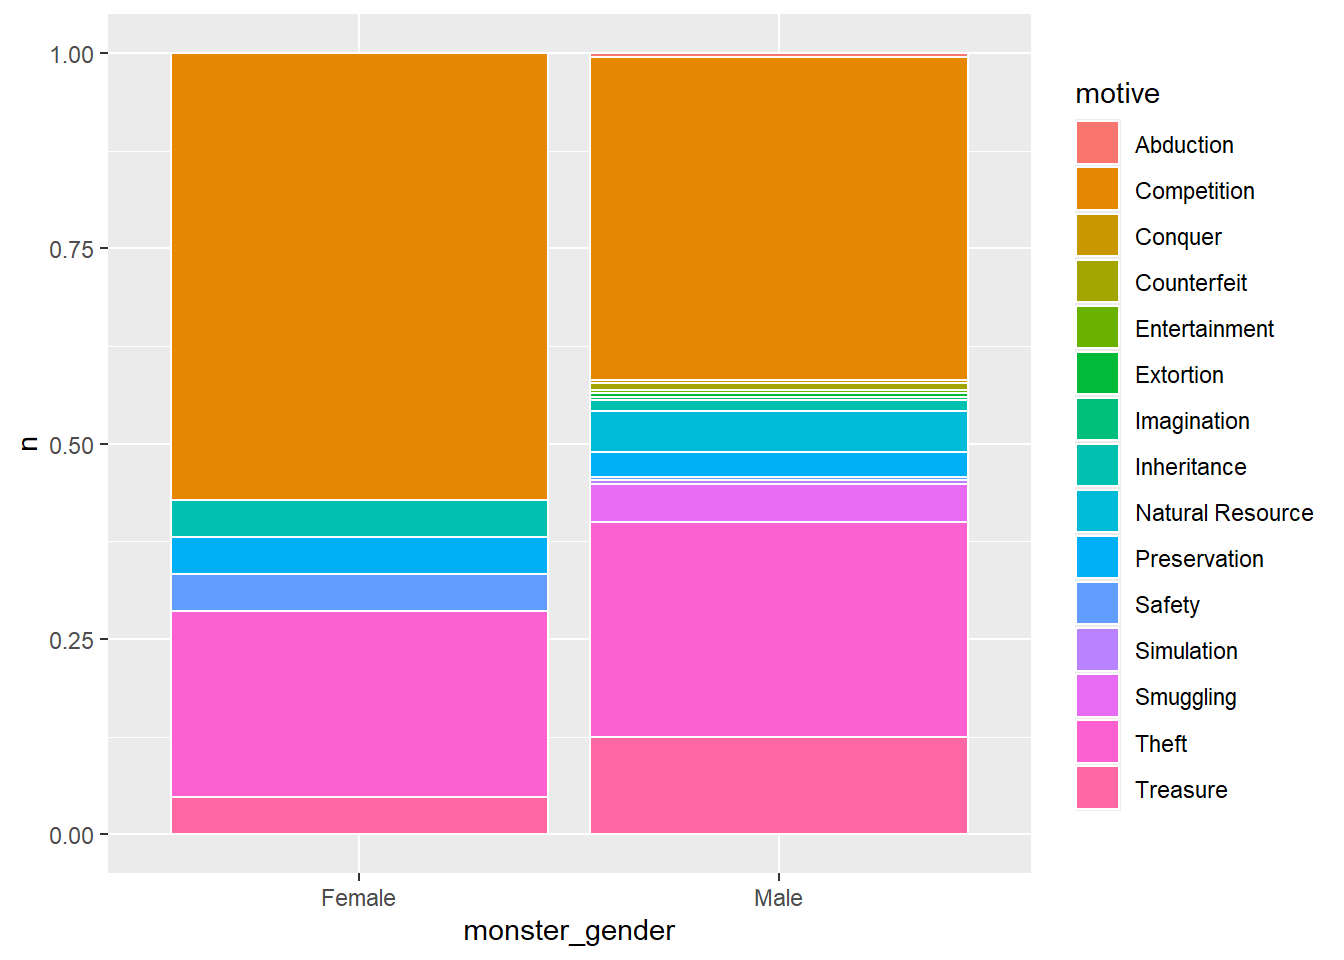 1.00
0.75
0.50
0.25
0.00
n
Female
Male
monster_gender
motive
Abduction
Competition
Conquer
Counterfeit
Entertainment
Extortion
Imagination
Inheritance
Natural Resource
Preservation
Safety
Simulation
Smuggling
Theft
Treasure